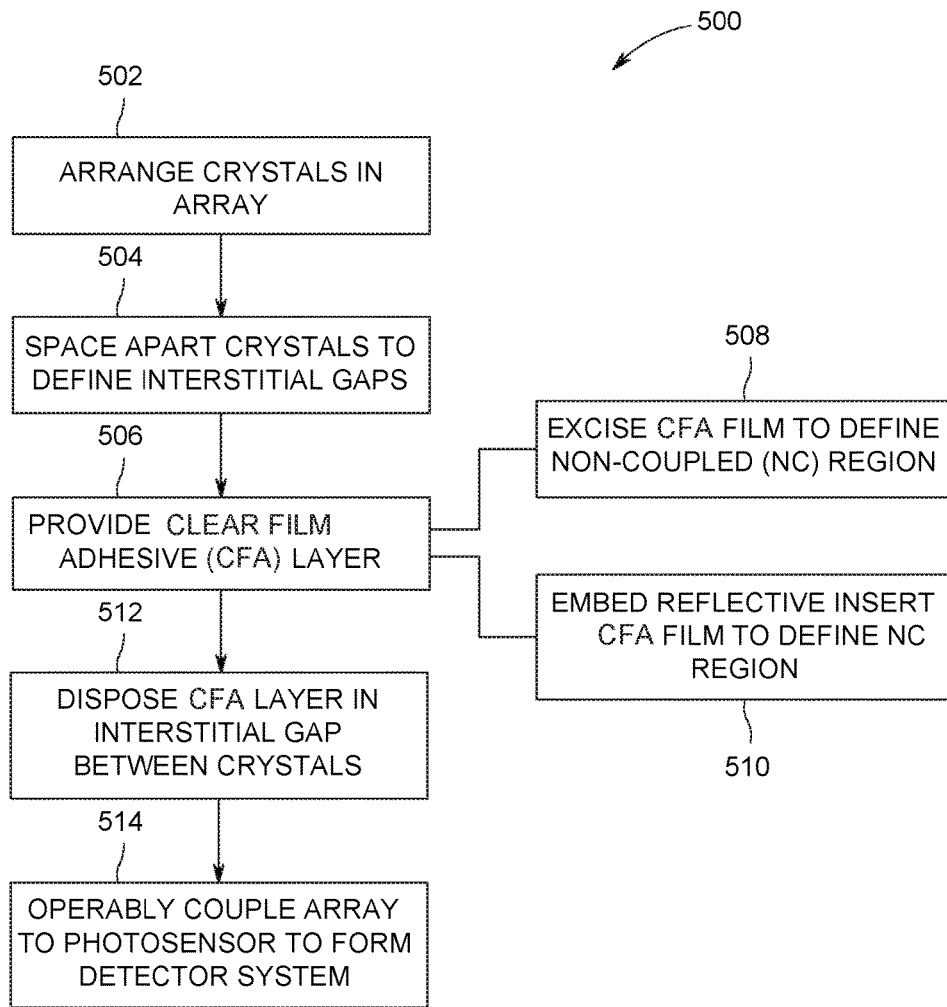 500
502
ARRANGE CRYSTALS IN
ARRAY
504
SPACE APART CRYSTALS TO
DEFINE INTERSTITIAL GAPS
506
PROVIDE CLEAR FILM
ADHESIVE (CFA) LAYER
508
EXCISE CFA FILM TO DEFINE
NON-COUPLED (NC) REGION
EMBED REFLECTIVE INSERT
CFA FILM TO DEFINE NC
REGION
510
512
DISPOSE CFA LAYER IN
INTERSTITIAL GAP
BETWEEN CRYSTALS
514
OPERABLY COUPLE ARRAY
TO PHOTOSENSOR TO FORM
DETECTOR SYSTEM